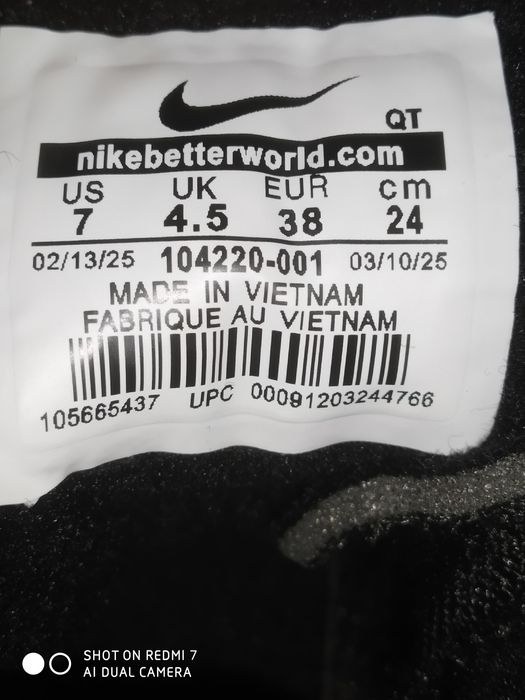 QT
nikebetterworld.com
US UK EUR cm
7 4.5 38 24
02/13/25 104220-001 03/10/25
MADE IN VIETNAM
FABRIQUE AU VIETNAM
105665437 UPC 00091203244766
SHOT ON REDMI 7
AI DUAL CAMERA